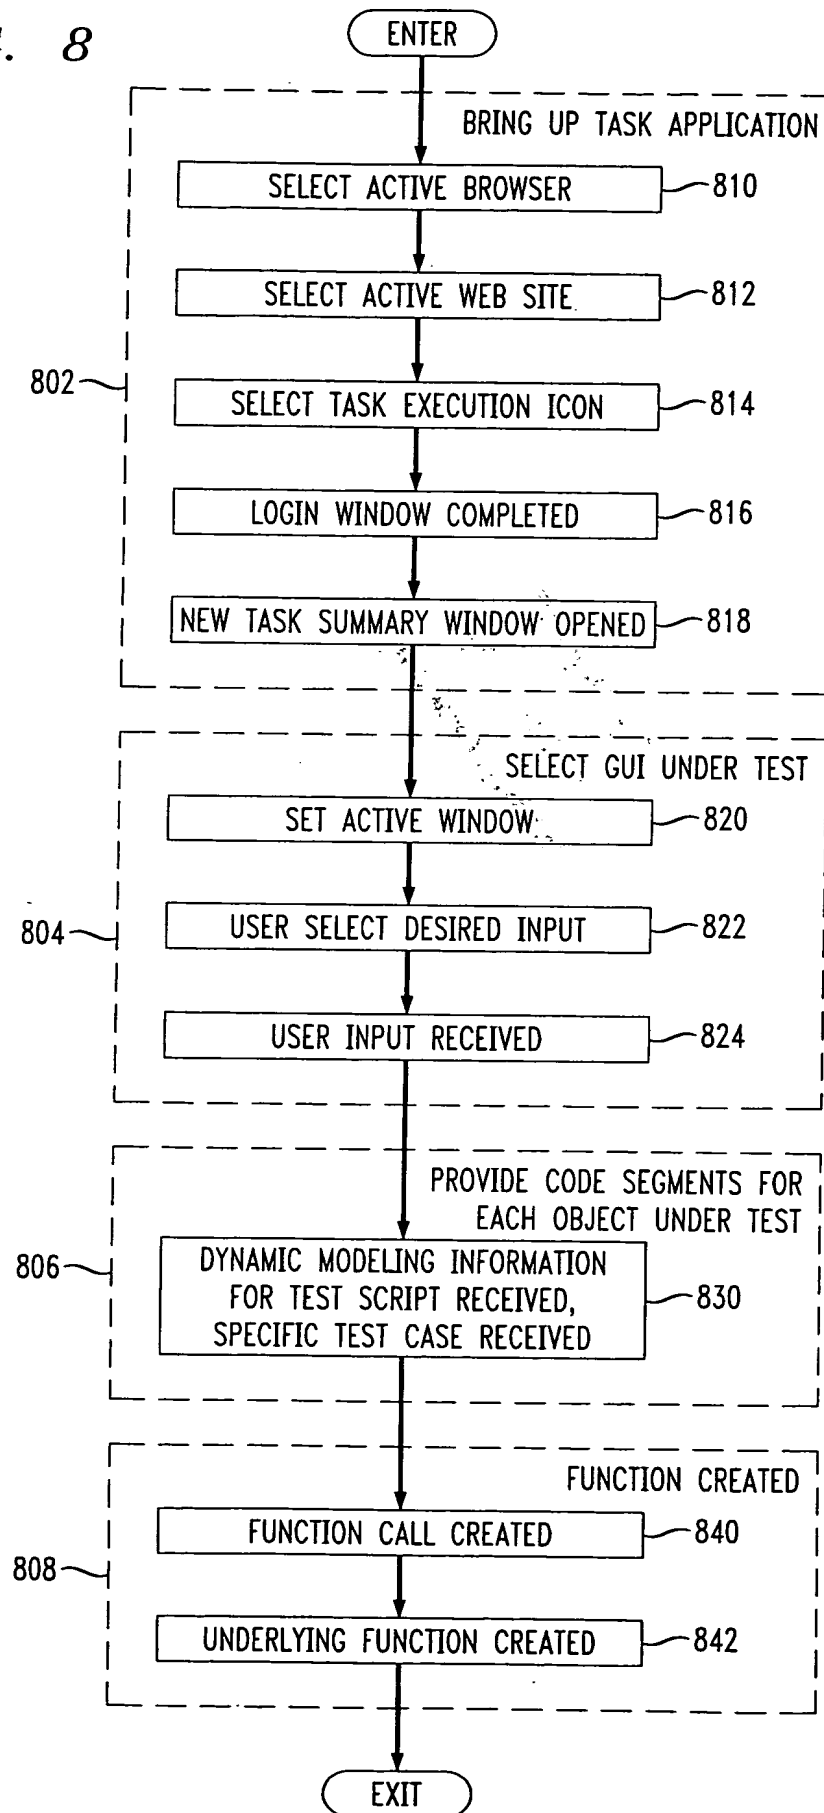 8
ENTER
BRING UP TASK APPLICATION
SELECT ACTIVE BROWSER
810
SELECT ACTIVE WEB SITE
812
802
SELECT TASK EXECUTION ICON
814
LOGIN WINDOW COMPLETED
816
NEW TASK SUMMARY WINDOW OPENED
818
SELECT GUI UNDER TEST
SET ACTIVE WINDOW
820
804
USER SELECT DESIRED INPUT
822
USER INPUT RECEIVED
824
PROVIDE CODE SEGMENTS FOR
EACH OBJECT UNDER TEST
806
DYNAMIC MODELING INFORMATION
FOR TEST SCRIPT RECEIVED,
SPECIFIC TEST CASE RECEIVED
830
FUNCTION CREATED
FUNCTION CALL CREATED
840
808
UNDERLYING FUNCTION CREATED
842
EXIT